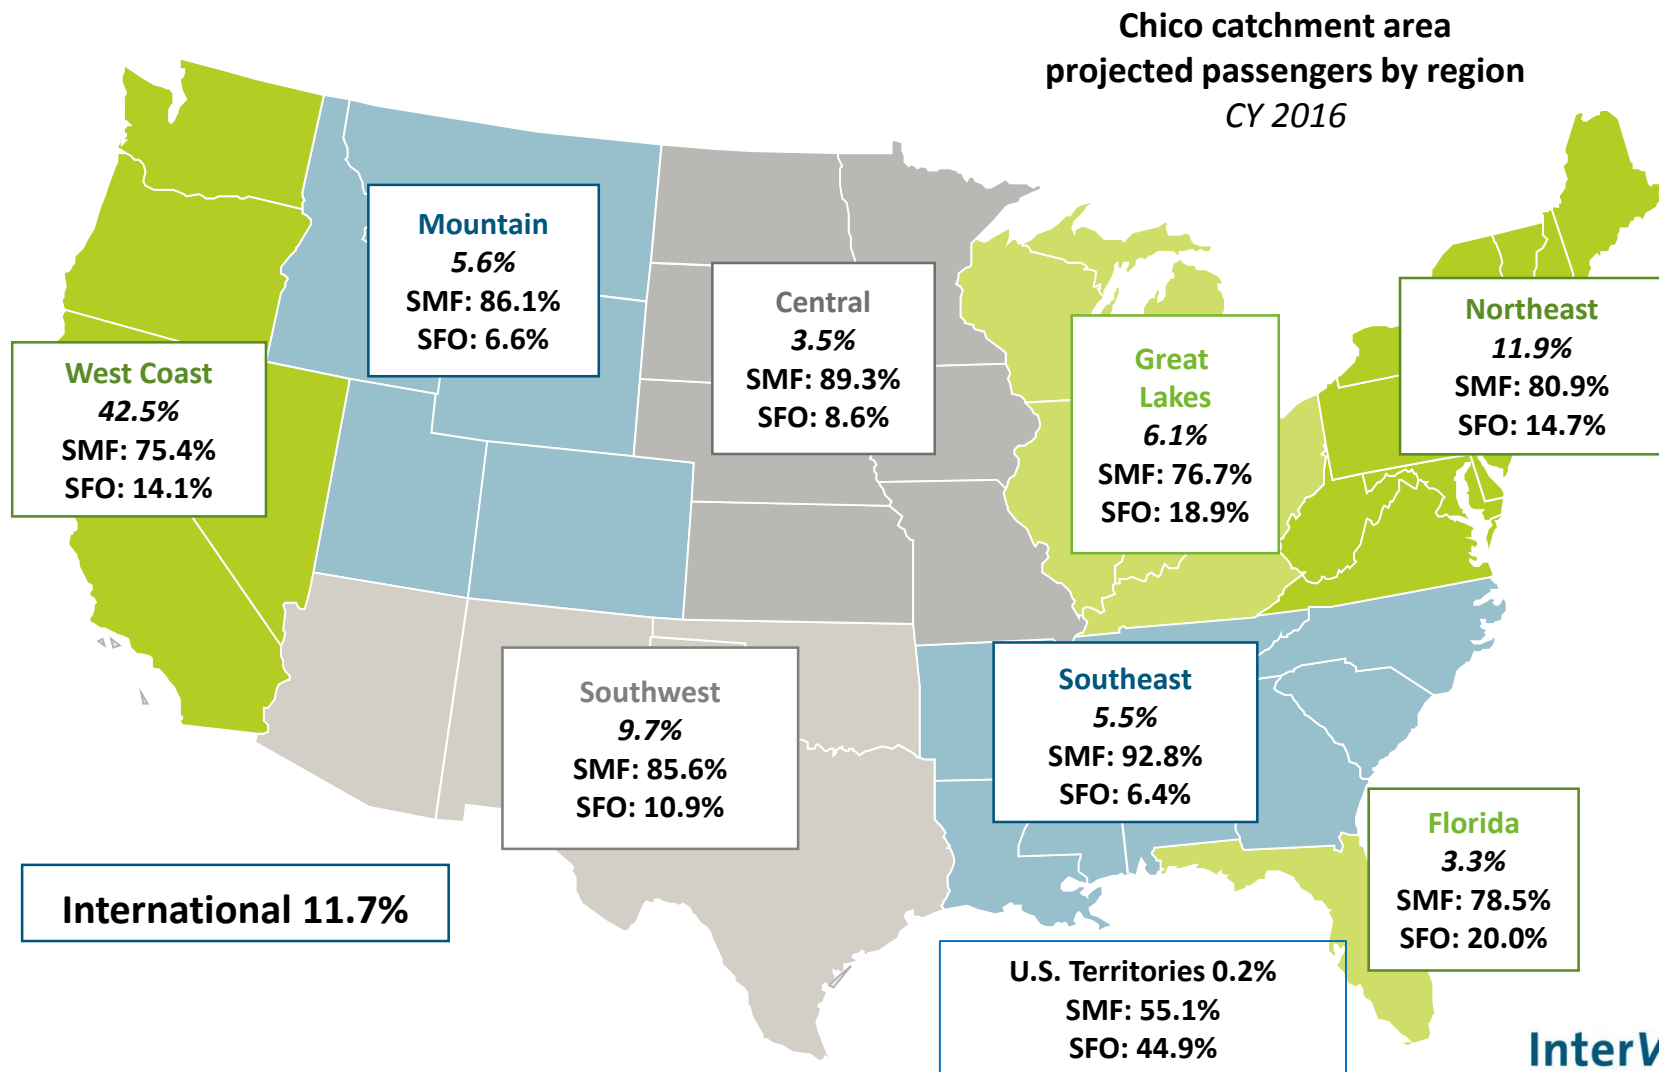 Chico catchment area
projected passengers by region
CY 2016
Mountain
5.6%
SMF: 86.1%
SFO: 6.6%
Central
3.5%
SMF: 89.3%
SFO: 8.6%
Great
Lakes
6.1%
SMF: 76.7%
SFO: 18.9%
Northeast
11.9%
SMF: 80.9%
SFO: 14.7%
West Coast
42.5%
SMF: 75.4%
SFO: 14.1%
Southwest
9.7%
SMF: 85.6%
SFO: 10.9%
Southeast
5.5%
SMF: 92.8%
SFO: 6.4%
Florida
3.3%
SMF: 78.5%
SFO: 20.0%
International 11.7%
U.S. Territories 0.2%
SMF: 55.1%
SFO: 44.9%